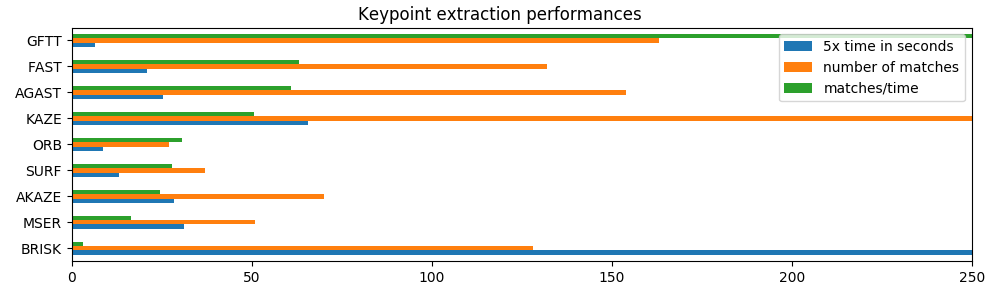 Keypoint extraction performances
GFTT
FAST
AGAST
KAZE
ORB
SURF
AKAZE
MSER
BRISK
5x time in seconds
number of matches
matches/time
0 50 100 150 200 250